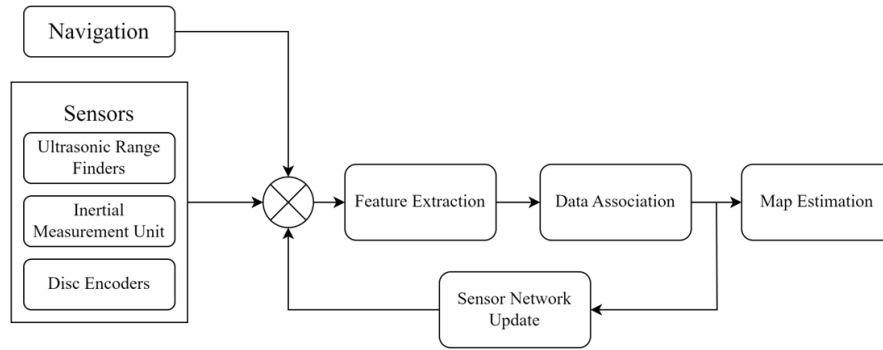 Navigation
Sensors
Ultrasonic Range
Finders
Inertial
Measurement Unit
Disc Encoders
Feature Extraction
Data Association
Map Estimation
Sensor Network
Update